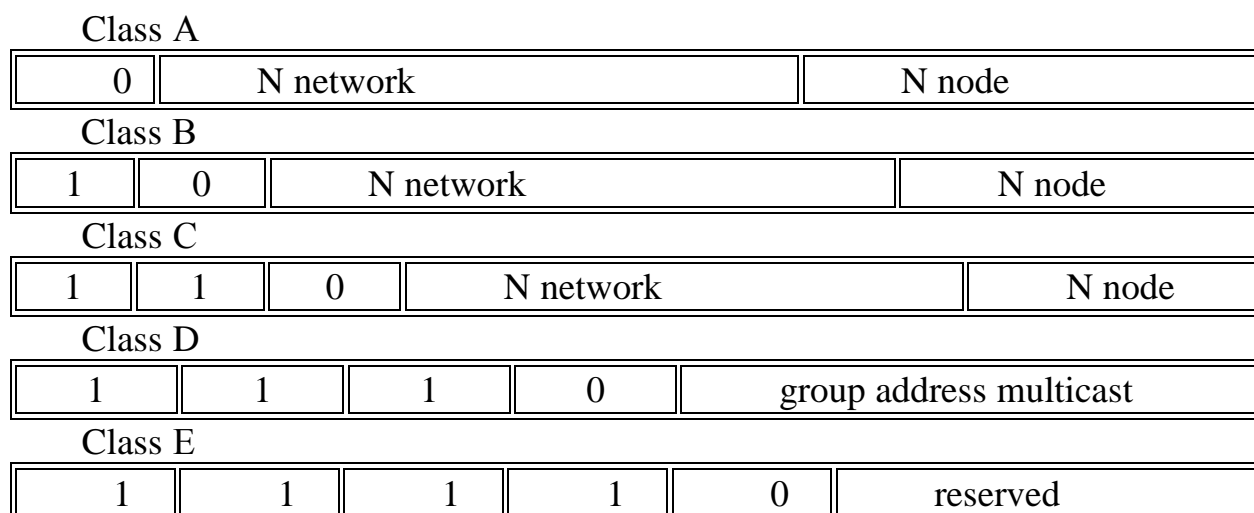 Class A
0 N network N node
Class B
1 0 N network N node
Class C
1 1 0 N network N node
Class D
1 1 1 0 group address multicast
Class E
1 1 1 1 0 reserved